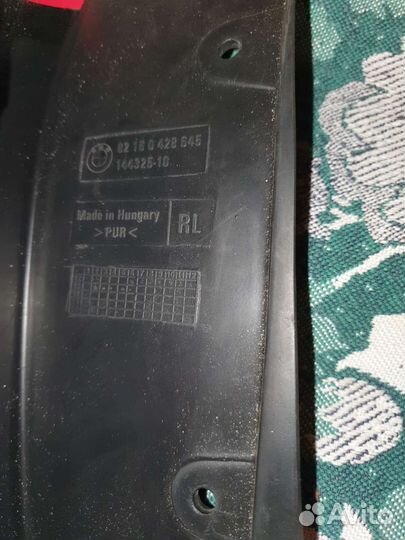 82 16 0 428 645
144325-10
Made in Hungary
>PUR<
RL
Avito